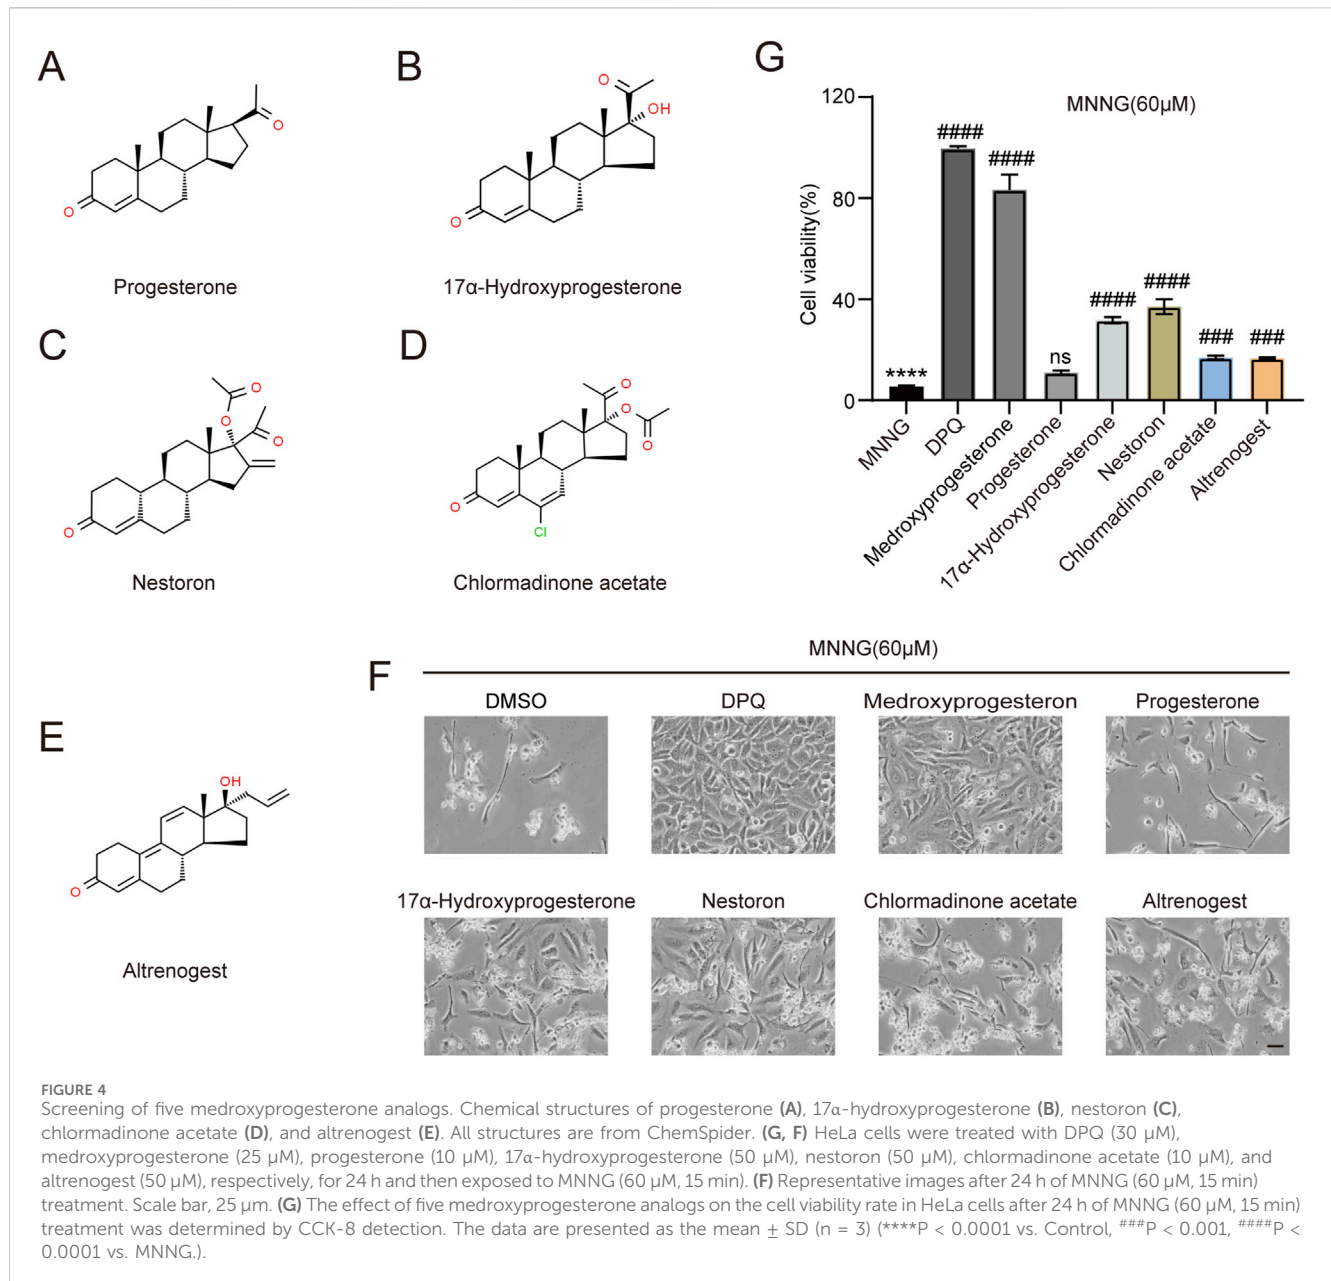 A
B
G
O
O
O
O
OH
Progesterone
17α-Hydroxyprogesterone
C
D
O
O
O
O
O
O
O
O
Cl
Nestoron
Chlormadinone acetate
MNNG(60μM)
Cell viability(%)
120
80
40
0
****
####
####
ns
####
####
###
###
MNNG
DPQ
Medroxyprogesterone
Progesterone
17α-Hydroxyprogesterone
Nestoron
Chlormadinone acetate
Altrenogest
E
OH
O
Altrenogest
F
MNNG(60μM)
DMSO
DPQ
Medroxyprogesteron
Progesterone
17α-Hydroxyprogesterone
Nestoron
Chlormadinone acetate
Altrenogest
FIGURE 4
Screening of five medroxyprogesterone analogs. Chemical structures of progesterone (A), 17α-hydroxyprogesterone (B), nestoron (C),
chlormadinone acetate (D), and altrenogest (E). All structures are from ChemSpider. (G, F) HeLa cells were treated with DPQ (30 μM),
medroxyprogesterone (25 μM), progesterone (10 μM), 17α-hydroxyprogesterone (50 μM), nestoron (50 μM), chlormadinone acetate (10 μM), and
altrenogest (50 μM), respectively, for 24 h and then exposed to MNNG (60 μM, 15 min). (F) Representative images after 24 h of MNNG (60 μM, 15 min)
treatment. Scale bar, 25 μm. (G) The effect of five medroxyprogesterone analogs on the cell viability rate in HeLa cells after 24 h of MNNG (60 μM, 15 min)
treatment was determined by CCK-8 detection. The data are presented as the mean ± SD (n = 3) (****P < 0.0001 vs. Control, ###P < 0.001, ####P <
0.0001 vs. MNNG.).